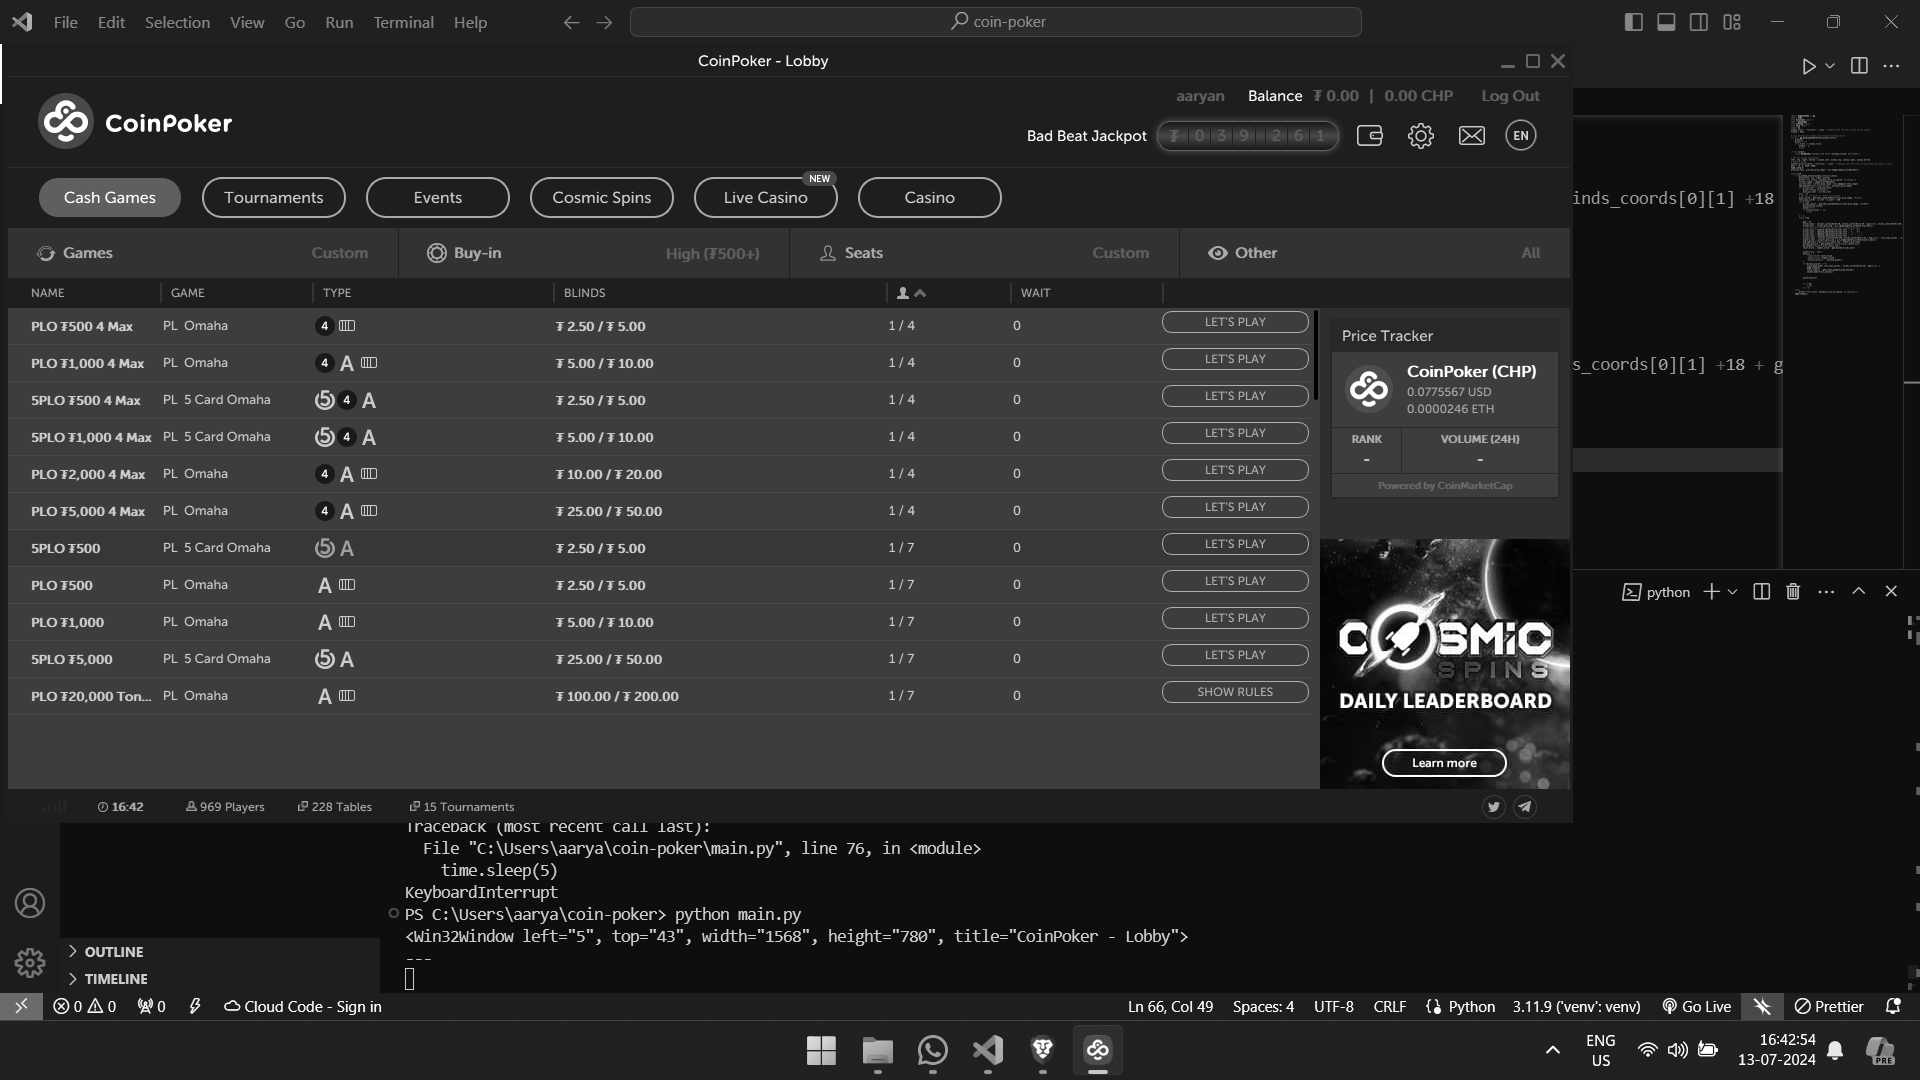 File Edit Selection View Go Run Terminal Help
coin-poker
CoinPoker - Lobby
aaryan Balance ₮ 0.00 | 0.00 CHP Log Out
CoinPoker
Bad Beat Jackpot ₮ 0 3 9 2 6 1
EN
Cash Games Tournaments Events Cosmic Spins Live Casino NEW Casino
inds_coords[0][1] +18
Games Custom Buy-in High (₮500+) Seats Custom Other All
NAME GAME TYPE BLINDS WAIT
PLO ₮500 4 Max PL Omaha 4 ₮ 2.50 / ₮ 5.00 1 / 4 0 LET'S PLAY
PLO ₮1,000 4 Max PL Omaha 4 A ₮ 5.00 / ₮ 10.00 1 / 4 0 LET'S PLAY
5PLO ₮500 4 Max PL 5 Card Omaha 5 4 A ₮ 2.50 / ₮ 5.00 1 / 4 0 LET'S PLAY
5PLO ₮1,000 4 Max PL 5 Card Omaha 5 4 A ₮ 5.00 / ₮ 10.00 1 / 4 0 LET'S PLAY
PLO ₮2,000 4 Max PL Omaha 4 A ₮ 10.00 / ₮ 20.00 1 / 4 0 LET'S PLAY
PLO ₮5,000 4 Max PL Omaha 4 A ₮ 25.00 / ₮ 50.00 1 / 4 0 LET'S PLAY
5PLO ₮500 PL 5 Card Omaha 5 A ₮ 2.50 / ₮ 5.00 1 / 7 0 LET'S PLAY
PLO ₮500 PL Omaha A ₮ 2.50 / ₮ 5.00 1 / 7 0 LET'S PLAY
PLO ₮1,000 PL Omaha A ₮ 5.00 / ₮ 10.00 1 / 7 0 LET'S PLAY
5PLO ₮5,000 PL 5 Card Omaha 5 A ₮ 25.00 / ₮ 50.00 1 / 7 0 LET'S PLAY
PLO ₮20,000 Ton... PL Omaha A ₮ 100.00 / ₮ 200.00 1 / 7 0 SHOW RULES
Price Tracker
CoinPoker (CHP)
0.0775567 USD
0.0000246 ETH
RANK VOLUME (24H)
- -
Powered by CoinMarketCap
s_coords[0][1] +18 + g
python
COSMIC
SPINS
DAILY LEADERBOARD
Learn more
16:42 969 Players 228 Tables 15 Tournaments
Traceback (most recent call last):
File "C:\Users\aarya\coin-poker\main.py", line 76, in <module>
time.sleep(5)
KeyboardInterrupt
PS C:\Users\aarya\coin-poker> python main.py
<Win32Window left="5", top="43", width="1568", height="780", title="CoinPoker - Lobby">
---
OUTLINE
TIMELINE
0 0 0 Cloud Code - Sign in Ln 66, Col 49 Spaces: 4 UTF-8 CRLF Python 3.11.9 ('venv': venv) Go Live Prettier
ENG
US
16:42:54
13-07-2024
PRE